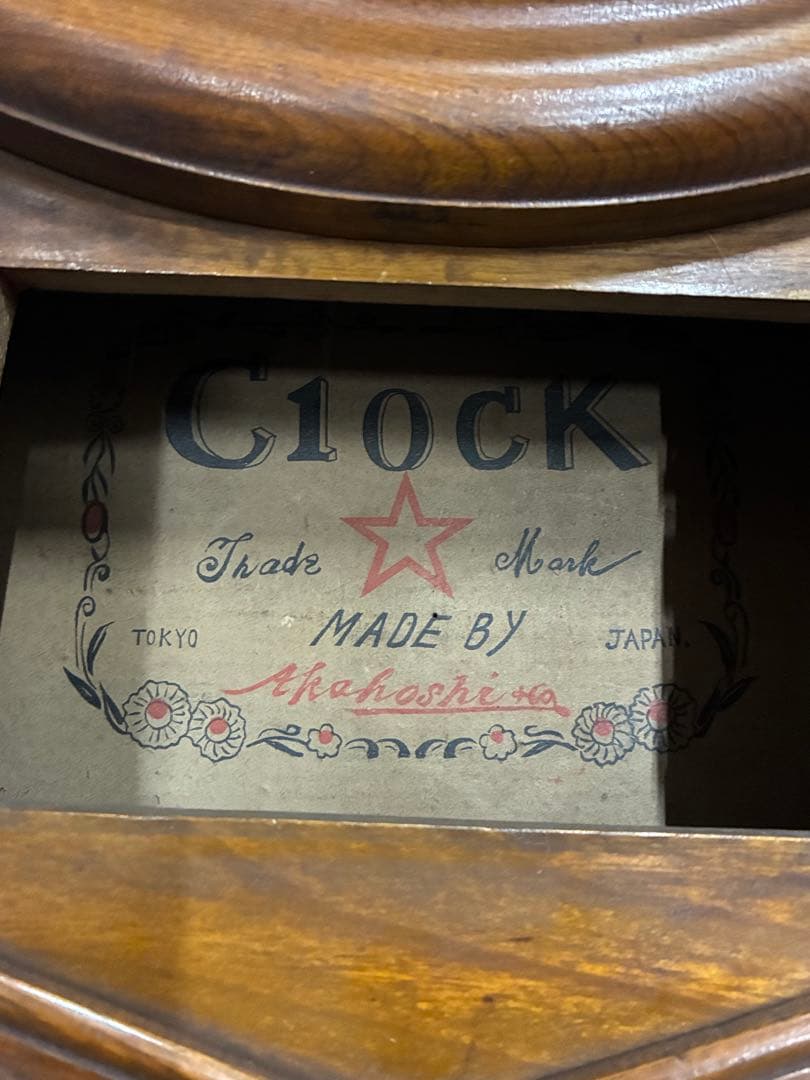 Clock
Trade Mark
MADE BY
TOKYO JAPAN.
Akahoshi &Co.